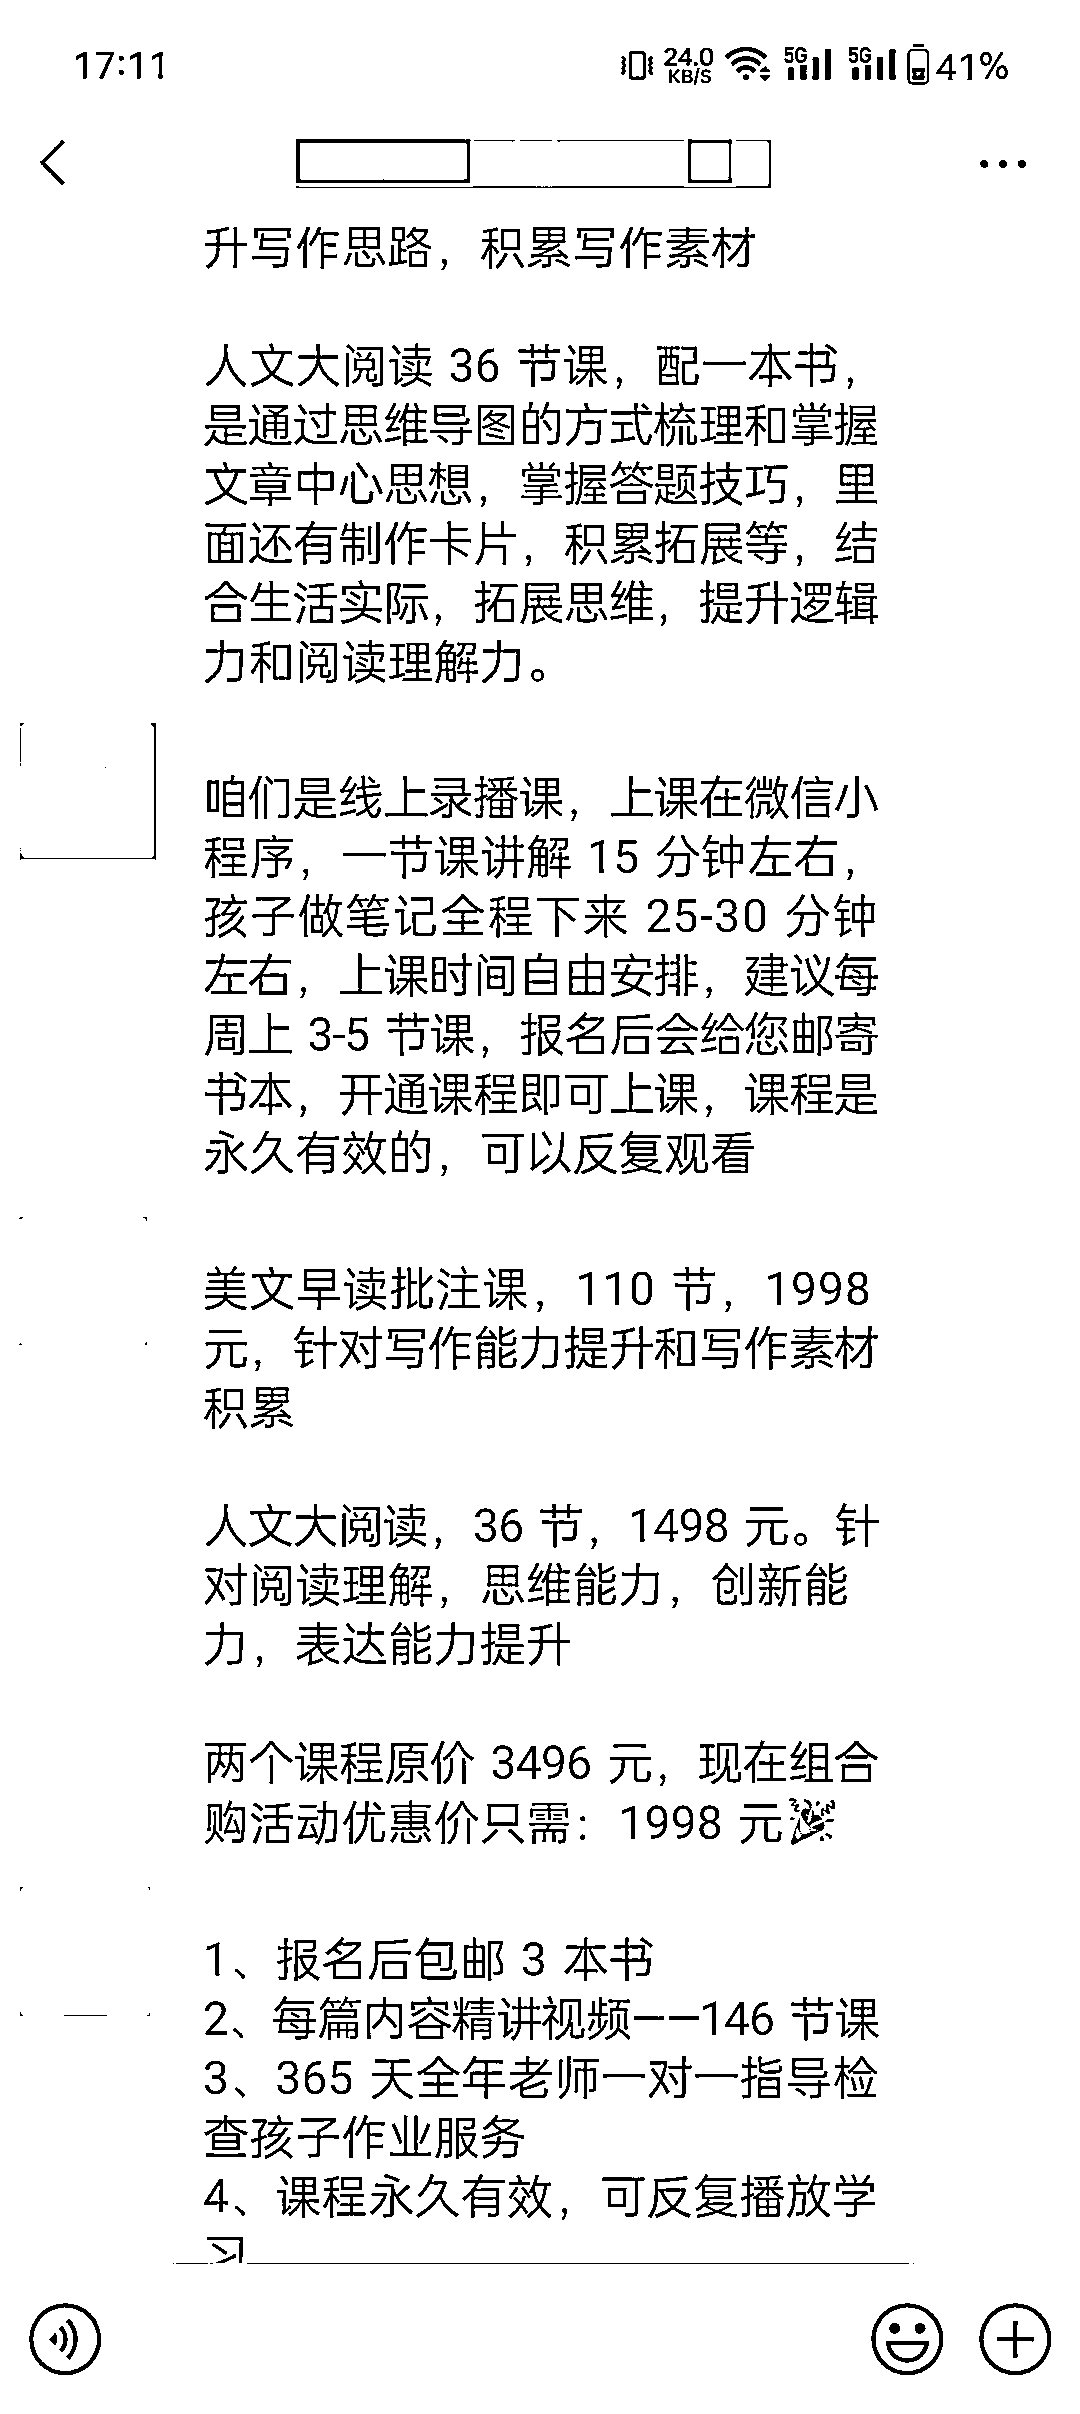 17:11
24.0
KB/S
5G
5G
41%
升写作思路，积累写作素材
人文大阅读 36 节课，配一本书，
是通过思维导图的方式梳理和掌握
文章中心思想，掌握答题技巧，里
面还有制作卡片，积累拓展等，结
合生活实际，拓展思维，提升逻辑
力和阅读理解力。
咱们是线上录播课，上课在微信小
程序，一节课讲解 15 分钟左右，
孩子做笔记全程下来 25-30 分钟
左右，上课时间自由安排，建议每
周上 3-5 节课，报名后会给您邮寄
书本，开通课程即可上课，课程是
永久有效的，可以反复观看
美文早读批注课，110 节，1998
元，针对写作能力提升和写作素材
积累
人文大阅读，36 节，1498 元。针
对阅读理解，思维能力，创新能
力，表达能力提升
两个课程原价 3496 元，现在组合
购活动优惠价只需：1998 元🎉
1、报名后包邮 3 本书
2、每篇内容精讲视频——146 节课
3、365 天全年老师一对一指导检
查孩子作业服务
4、课程永久有效，可反复播放学
习